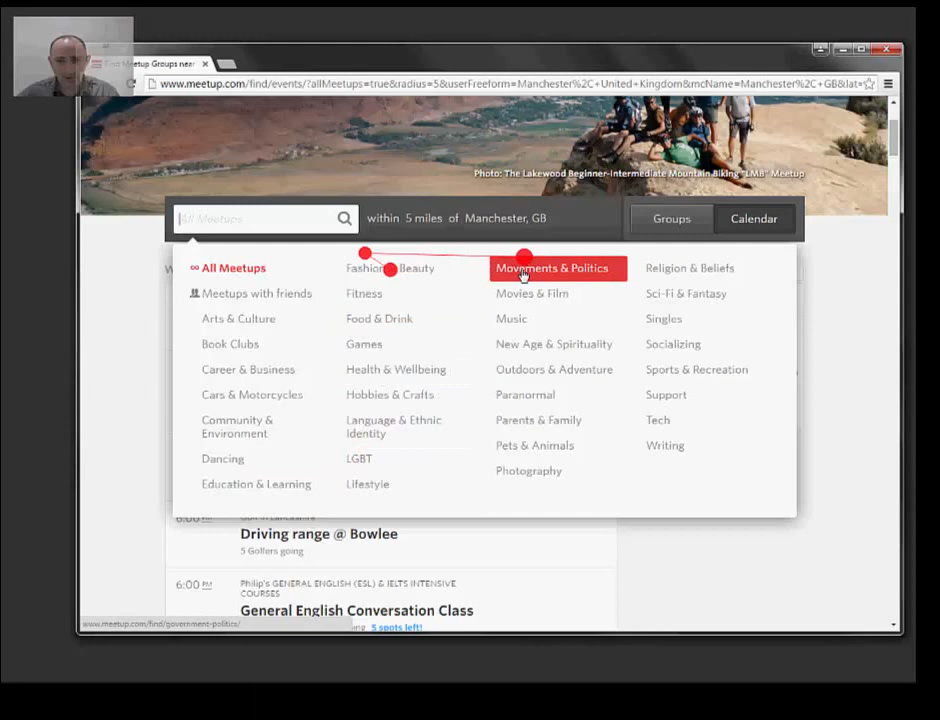 Find Meetup Groups near
www.meetup.com/find/events/?allMeetups=true&radius=5&userFreeform=Manchester%2C+United+Kingdom&mcName=Manchester%2C+GB&lat=
Photo: The Lakewood Beginner-Intermediate Mountain Biking "LMB" Meetup
All Meetups
within 5 miles of Manchester, GB
Groups
Calendar
All Meetups
Meetups with friends
Arts & Culture
Book Clubs
Career & Business
Cars & Motorcycles
Community &
Environment
Dancing
Education & Learning
Fashion & Beauty
Fitness
Food & Drink
Games
Health & Wellbeing
Hobbies & Crafts
Language & Ethnic
Identity
LGBT
Lifestyle
Movements & Politics
Movies & Film
Music
New Age & Spirituality
Outdoors & Adventure
Paranormal
Parents & Family
Pets & Animals
Photography
Religion & Beliefs
Sci-Fi & Fantasy
Singles
Socializing
Sports & Recreation
Support
Tech
Writing
6:00 PM
Driving range @ Bowlee
5 Golfers going
6:00 PM
Philip's GENERAL ENGLISH (ESL) & IELTS INTENSIVE
COURSES
General English Conversation Class
5 spots left!
www.meetup.com/find/government-politics/